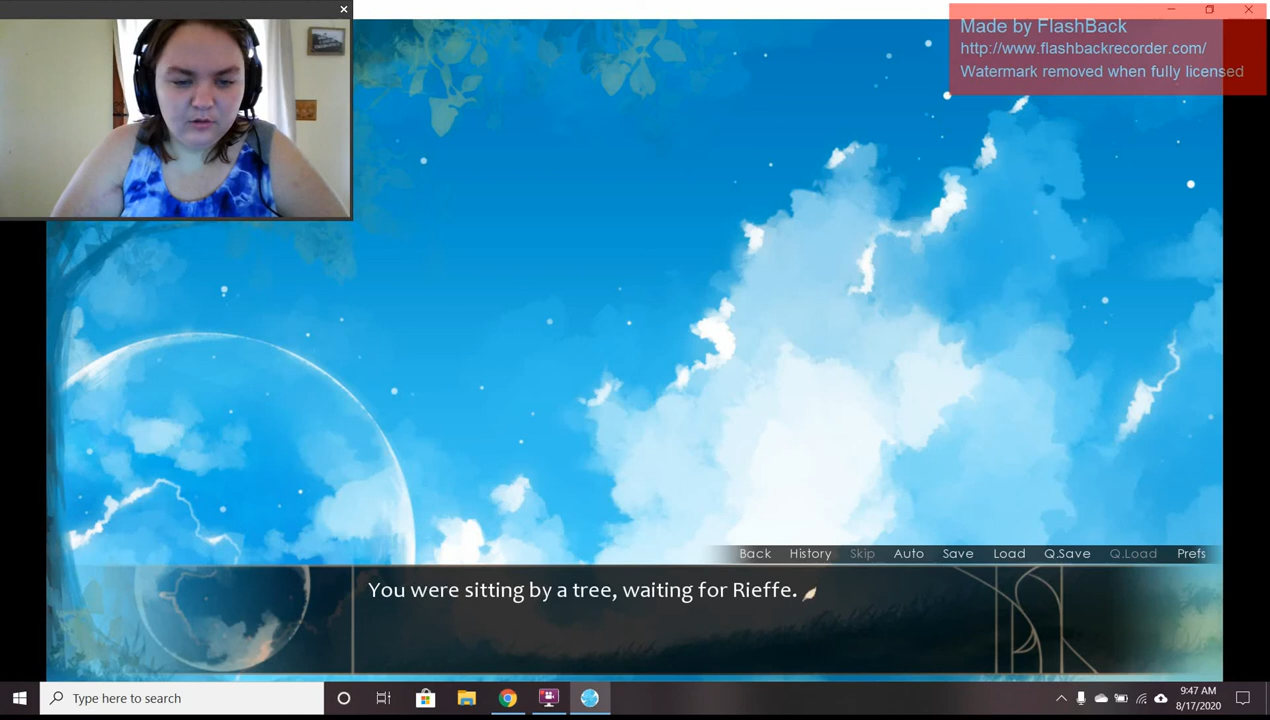 Made by FlashBack
http://www.flashbackrecorder.com/
Watermark removed when fully licensed
Back History Skip Auto Save Load Q.Save Q.Load Prefs
You were sitting by a tree, waiting for Rieffe.
Type here to search
9:47 AM
8/17/2020